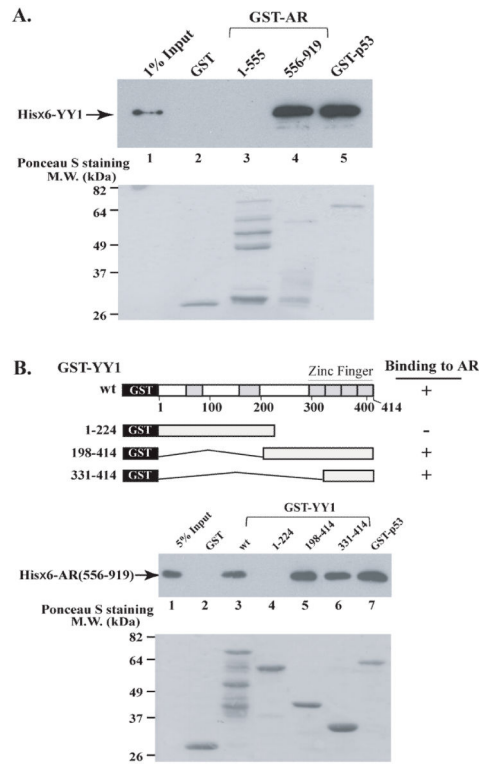 A.
GST-AR
1% Input
GST
1-555
556-919
GST-p53
Hisx6-YY1
Ponceau S staining
1 2 3 4 5
M.W. (kDa)
82
64
49
37
26
B.
GST-YY1
Zinc Finger
Binding to AR
wt GST +
1 100 200 300 400 414
1-224 GST -
198-414 GST +
331-414 GST +
GST-YY1
5% Input
GST
wt
1-224
198-414
331-414
GST-p53
Hisx6-AR(556-919)
Ponceau S staining
1 2 3 4 5 6 7
M.W. (kDa)
82
64
49
37
26